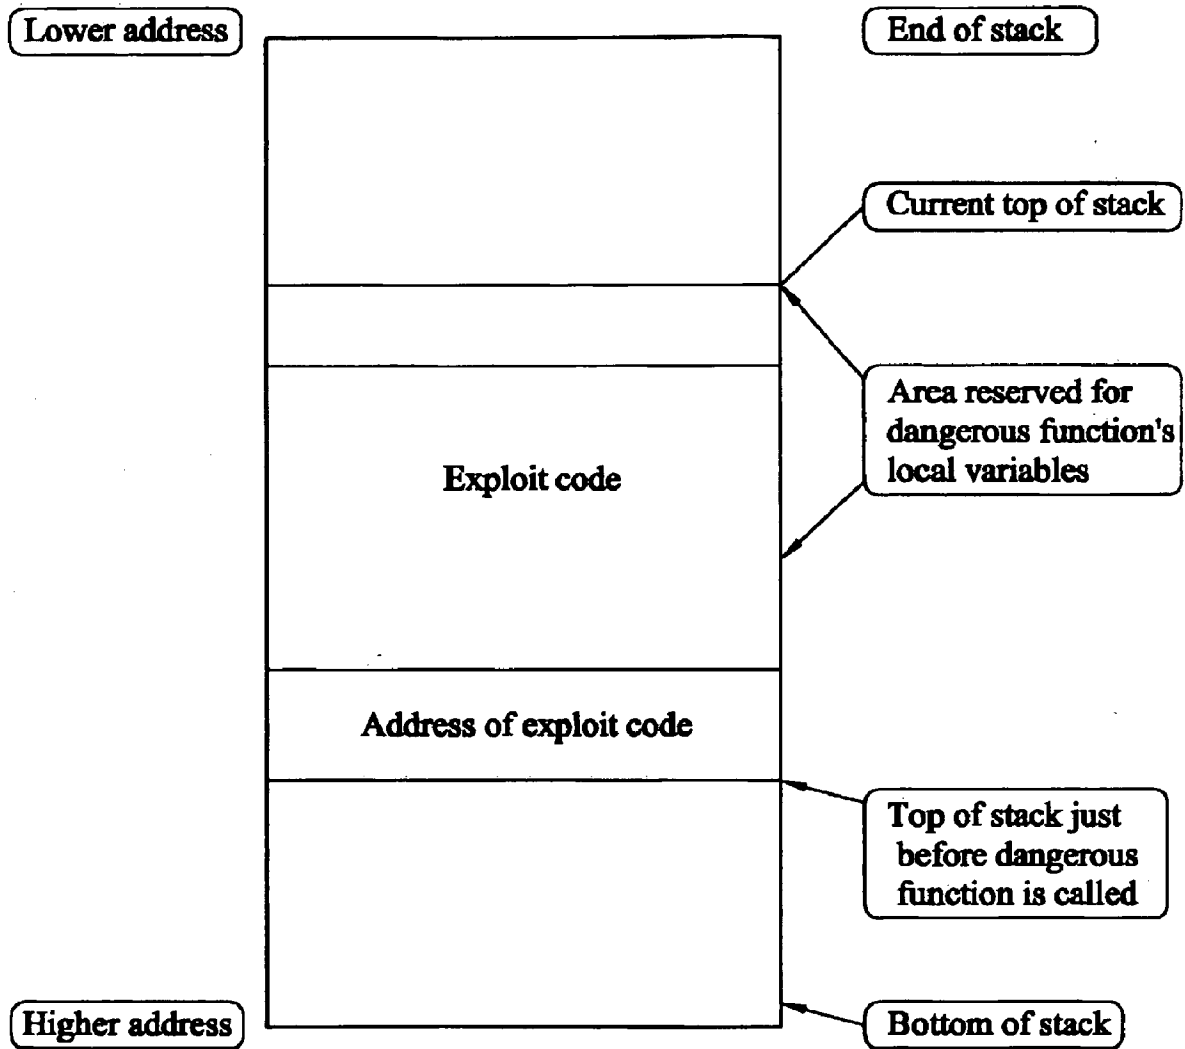 Lower address
End of stack
Current top of stack
Area reserved for
dangerous function's
local variables
Exploit code
Address of exploit code
Top of stack just
before dangerous
function is called
Higher address
Bottom of stack